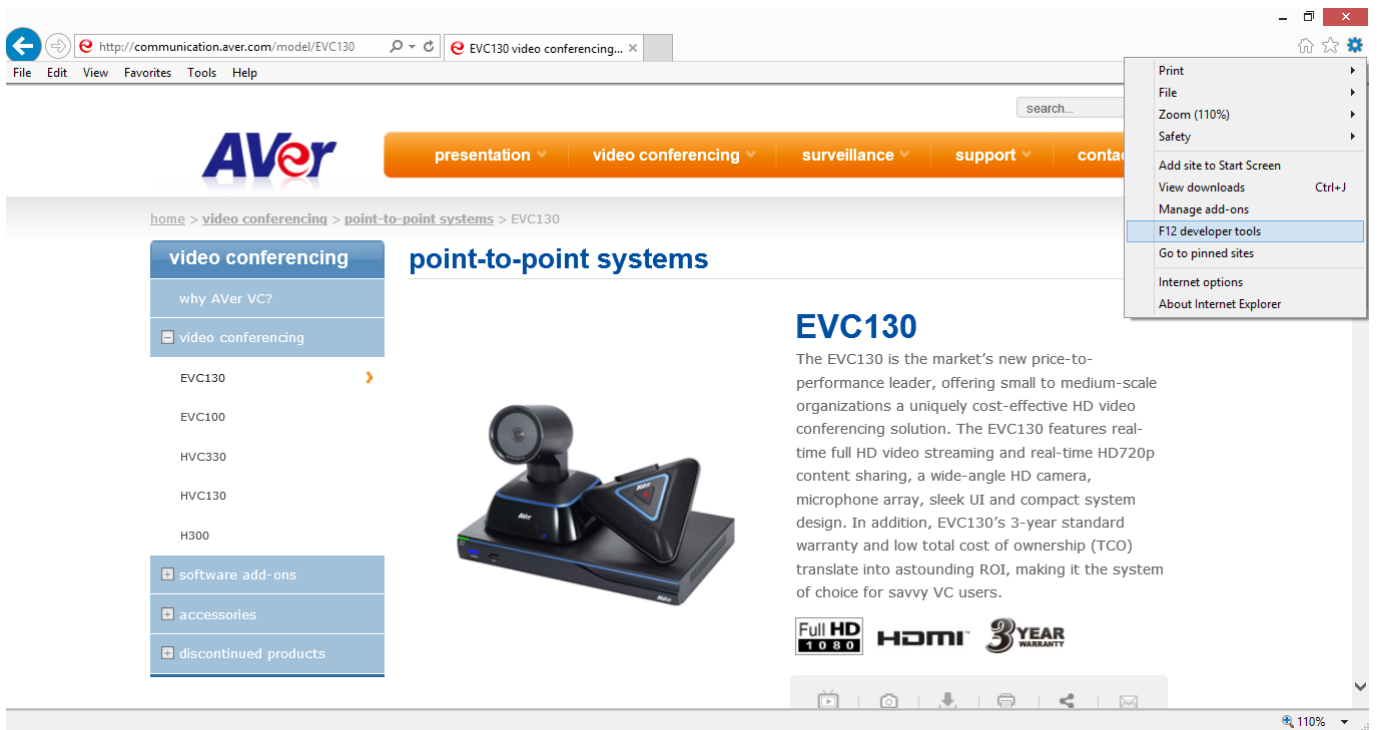 http://communication.aver.com/model/EVC130
EVC130 video conferencing...
File Edit View Favorites Tools Help
Print
File
Zoom (110%)
Safety
Add site to Start Screen
View downloads Ctrl+J
Manage add-ons
F12 developer tools
Go to pinned sites
Internet options
About Internet Explorer
search...
AVer
presentation video conferencing surveillance support conta
home > video conferencing > point-to-point systems > EVC130
video conferencing
why AVer VC?
video conferencing
EVC130
EVC100
HVC330
HVC130
H300
software add-ons
accessories
discontinued products
point-to-point systems
EVC130
The EVC130 is the market's new price-to-
performance leader, offering small to medium-scale
organizations a uniquely cost-effective HD video
conferencing solution. The EVC130 features real-
time full HD video streaming and real-time HD720p
content sharing, a wide-angle HD camera,
microphone array, sleek UI and compact system
design. In addition, EVC130's 3-year standard
warranty and low total cost of ownership (TCO)
translate into astounding ROI, making it the system
of choice for savvy VC users.
Full HD
1080
HDMI
3 YEAR
WARRANTY
110%